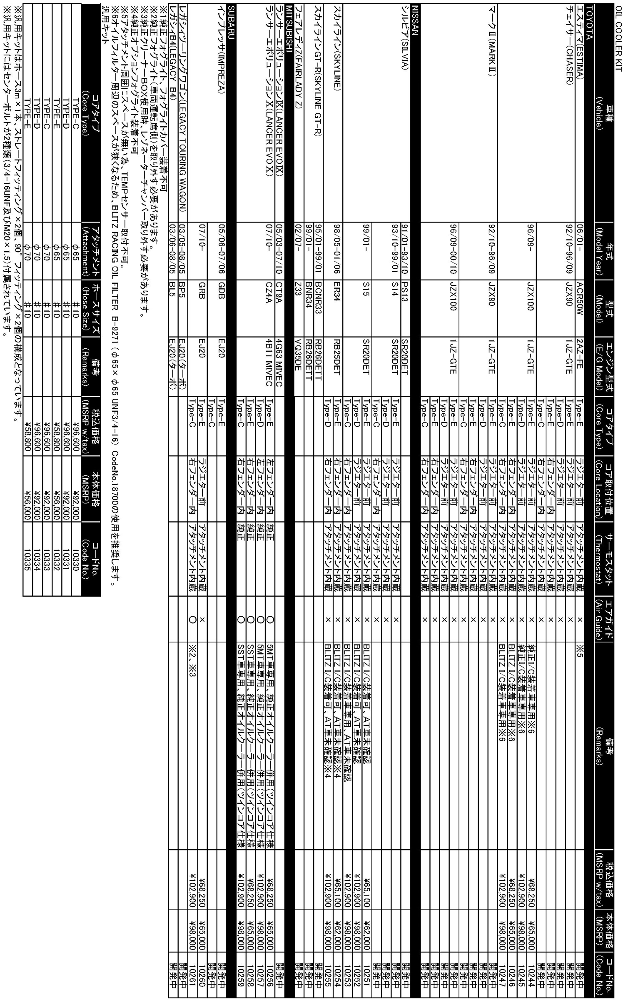 OIL COOLER KIT
車種 年式 型式 エンジン型式 コアタイプ コア取付位置 サーモスタット エアガイド 備考 税込価格 本体価格 コードNo.
(Vehicle) (Model Year) (Model) (E/G Model) (Core Type) (Core Location) (Thermostat) (Air Guide) (Remarks) (MSRP w/tax) (MSRP) (Code No.)
TOYOTA
エスティマ(ESTIMA) 06/01- ACR50W 2AZ-FE Type-E ラジエター前 アタッチメント内蔵 × ※5 開発中
チェイサー(CHASER) 92/10-96/09 JZX90 1JZ-GTE Type-E ラジエター前 アタッチメント内蔵 × 開発中
Type-D ラジエター前 アタッチメント内蔵 × 開発中
Type-E 右フェンダー内 アタッチメント内蔵 × 開発中
Type-C 右フェンダー内 アタッチメント内蔵 × 開発中
96/09- JZX100 1JZ-GTE Type-E ラジエター前 アタッチメント内蔵 × 純正I/C装着車専用※6 ¥68,250 ¥65,000 10244
Type-D ラジエター前 アタッチメント内蔵 × 純正I/C装着車専用※6 ¥102,900 ¥98,000 10245
Type-E 右フェンダー内 アタッチメント内蔵 × BLITZ I/C装着車専用※6 ¥68,250 ¥65,000 10246
Type-C 右フェンダー内 アタッチメント内蔵 × BLITZ I/C装着車専用※6 ¥102,900 ¥98,000 10247
マークⅡ(MARKⅡ) 92/10-96/09 JZX90 1JZ-GTE Type-E ラジエター前 アタッチメント内蔵 × 開発中
Type-D ラジエター前 アタッチメント内蔵 × 開発中
Type-E 右フェンダー内 アタッチメント内蔵 × 開発中
Type-C 右フェンダー内 アタッチメント内蔵 × 開発中
96/09-00/10 JZX100 1JZ-GTE Type-E ラジエター前 アタッチメント内蔵 × 開発中
Type-D ラジエター前 アタッチメント内蔵 × 開発中
Type-E 右フェンダー内 アタッチメント内蔵 × 開発中
Type-C 右フェンダー内 アタッチメント内蔵 × 開発中
NISSAN
シルビア(SILVIA) 91/01-93/10 PS13 SR20DET
93/10-99/01 S14 SR20DET Type-E ラジエター前 アタッチメント内蔵 × 開発中
Type-D ラジエター前 アタッチメント内蔵 × 開発中
Type-C 右フェンダー内 アタッチメント内蔵 × 開発中
99/01- S15 SR20DET Type-E ラジエター前 アタッチメント内蔵 × BLITZ I/C装着可、AT車未確認 ¥65,100 ¥62,000 10251
Type-D ラジエター前 アタッチメント内蔵 × BLITZ I/C装着可、AT車未確認 ¥102,900 ¥98,000 10252
Type-C 右フェンダー内 アタッチメント内蔵 × BLITZ I/C装着車専用、AT車未確認 ¥102,900 ¥98,000 10253
スカイライン(SKYLINE) 98/05-01/06 ER34 RB25DET Type-E 右フェンダー内 アタッチメント内蔵 × BLITZ I/C装着可、AT車未確認※4 ¥65,100 ¥62,000 10254
Type-D 右フェンダー内 アタッチメント内蔵 × BLITZ I/C装着可、AT車未確認※4 ¥102,900 ¥98,000 10255
スカイラインGT-R(SKYLINE GT-R) 95/01-99/01 BCNR33 RB26DETT 開発中
99/01- BNR34 RB26DETT 開発中
フェアレディZ(FAIRLADY Z) 02/07- Z33 VQ35DE 開発中
MITSUBISHI
ランサーエボリューションⅨ(LANCER EVOⅨ) 05/03-07/10 CT9A 4G63 MIVEC 開発中
ランサーエボリューションⅩ(LANCER EVOⅩ) 07/10- CZ4A 4B11 MIVEC Type-E 左フェンダー内 純正 ○ 5MT車専用、純正オイルクーラー併用(ツインコア仕様 ¥68,250 ¥65,000 10256
Type-D 左フェンダー内 純正 ○ 5MT車専用、純正オイルクーラー併用(ツインコア仕様 ¥102,900 ¥98,000 10257
Type-E 右フェンダー内 純正 ○ SST車専用、純正オイルクーラー併用(ツインコア仕様 ¥68,250 ¥65,000 10258
Type-C 右フェンダー内 純正 ○ SST車専用、純正オイルクーラー併用(ツインコア仕様 ¥102,900 ¥98,000 10259
SUBARU
インプレッサ(IMPREZA) 05/06-07/06 GDB EJ20 Type-E 開発中
Type-C 開発中
07/10- GRB EJ20 Type-E ラジエター前 アタッチメント内蔵 × ¥68,250 ¥65,000 10260
Type-C 右フェンダー内 アタッチメント内蔵 ○ ※2、※3 ¥102,900 ¥98,000 10261
レガシィツーリングワゴン(LEGACY TOURING WAGON) 03/05-08/05 BP5 EJ20(ターボ) 開発中
レガシィB4(LEGACY B4) 03/06-08/05 BL5 EJ20(ターボ) 開発中
※1純正フォグライト、フォグライトカバー装着不可
※2純正フォグライト(車両運転席側)を取り外す必要があります。
※3純正クリーナーBOX使用時、レゾネーターチャンバー取り外す必要があります。
※4純正オプションフォグライト装着不可
※5アタッチメント周囲にスペースが無い為、TEMPセンサー取付不可。
※6オイルフィルター周辺のスペースが狭くなるため、BLITZ RACING OIL FILTER B-9271 (φ65×φ65 UNF3/4-16) CodeNo.18700の使用を推奨します。
汎用キット
コアタイプ アタッチメント ホースサイズ 備考 税込価格 本体価格 コードNo.
(Core Type) (Attachment) (Hose Size) (Remarks) (MSRP w/tax) (MSRP) (Code No.)
TYPE-C φ65 #10 ¥96,600 ¥92,000 10330
TYPE-D φ65 #10 ¥96,600 ¥92,000 10331
TYPE-E φ65 #10 ¥58,800 ¥56,000 10332
TYPE-C φ70 #10 ¥96,600 ¥92,000 10333
TYPE-D φ70 #10 ¥96,600 ¥92,000 10334
TYPE-E φ70 #10 ¥58,800 ¥56,000 10335
※汎用キットはホース3m×1本、ストレートフィッティング×2個、90°フィッティング×2個の構成となっています。
※汎用キットにはセンターボルトが2種類(3/4-16UNF及びM20×1.5)付属されています。